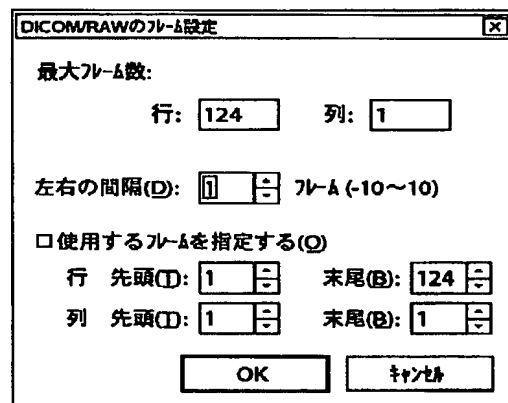 DICOM/RAWのﾌﾚｰﾑ設定
最大ﾌﾚｰﾑ数:
行: 124 列: 1
左右の間隔(D): 1 ﾌﾚｰﾑ (-10～10)
使用するﾌﾚｰﾑを指定する(O)
行 先頭(T): 1 末尾(B): 124
列 先頭(T): 1 末尾(B): 1
OK ｷｬﾝｾﾙ